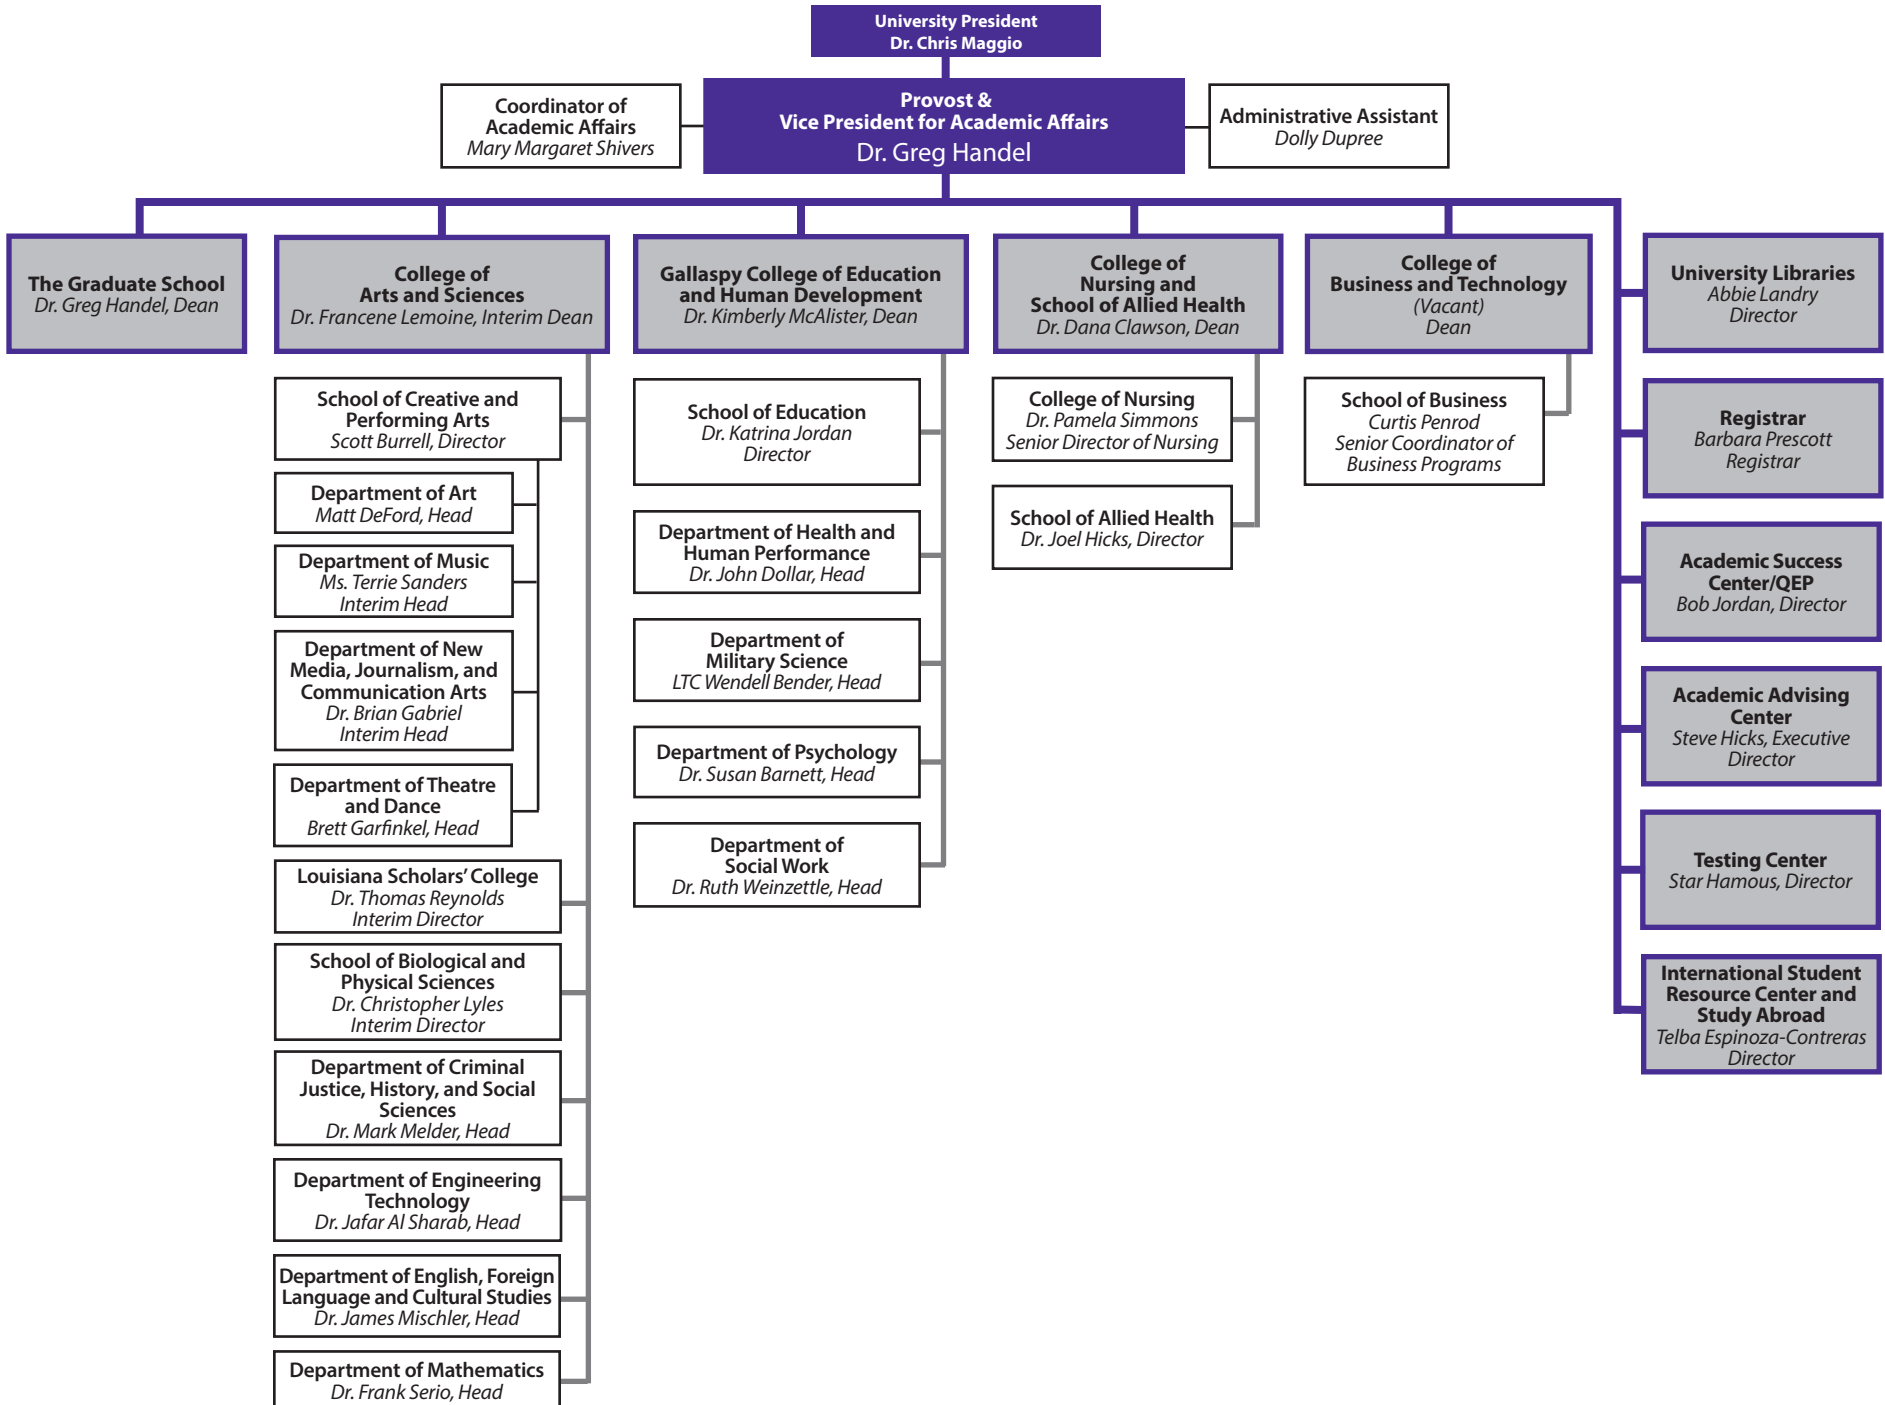 University President
Dr. Chris Maggio
Coordinator of
Academic Affairs
Mary Margaret Shivers
Provost &
Vice President for Academic Affairs
Dr. Greg Handel
Administrative Assistant
Dolly Dupree
The Graduate School
Dr. Greg Handel, Dean
College of
Arts and Sciences
Dr. Francene Lemoine, Interim Dean
Gallaspy College of Education
and Human Development
Dr. Kimberly McAlister, Dean
College of
Nursing and
School of Allied Health
Dr. Dana Clawson, Dean
College of
Business and Technology
(Vacant)
Dean
School of Creative and
Performing Arts
Scott Burrell, Director
Department of Art
Matt DeFord, Head
Department of Music
Ms. Terrie Sanders
Interim Head
Department of New
Media, Journalism, and
Communication Arts
Dr. Brian Gabriel
Interim Head
Department of Theatre
and Dance
Brett Garfinkel, Head
Louisiana Scholars' College
Dr. Thomas Reynolds
Interim Director
School of Biological and
Physical Sciences
Dr. Christopher Lyles
Interim Director
Department of Criminal
Justice, History, and Social
Sciences
Dr. Mark Melder, Head
Department of Engineering
Technology
Dr. Jafar Al Sharab, Head
Department of English, Foreign
Language and Cultural Studies
Dr. James Mischler, Head
Department of Mathematics
Dr. Frank Serio, Head
School of Education
Dr. Katrina Jordan
Director
Department of Health and
Human Performance
Dr. John Dollar, Head
Department of
Military Science
LTC Wendell Bender, Head
Department of Psychology
Dr. Susan Barnett, Head
Department of
Social Work
Dr. Ruth Weinzettle, Head
College of Nursing
Dr. Pamela Simmons
Senior Director of Nursing
School of Allied Health
Dr. Joel Hicks, Director
School of Business
Curtis Penrod
Senior Coordinator of
Business Programs
University Libraries
Abbie Landry
Director
Registrar
Barbara Prescott
Registrar
Academic Success
Center/QEP
Bob Jordan, Director
Academic Advising
Center
Steve Hicks, Executive
Director
Testing Center
Star Hamous, Director
International Student
Resource Center and
Study Abroad
Telba Espinoza-Contreras
Director